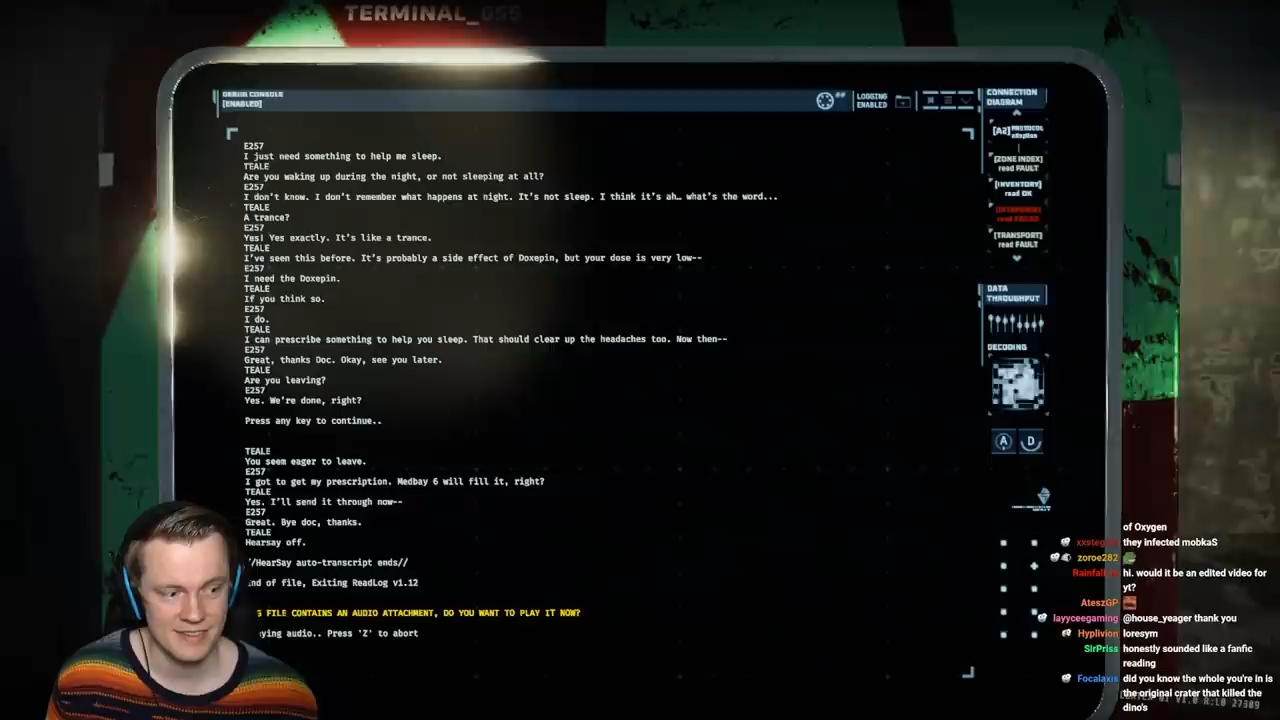 TERMINAL_055
DEBUG CONSOLE
[ENABLED]
LOGGING
ENABLED
CONNECTION
DIAGRAM
E257
I just need something to help me sleep.
TEALE
Are you waking up during the night, or not sleeping at all?
E257
I don't know. I don't remember what happens at night. It's not sleep. I think it's ah… what's the word...
TEALE
A trance?
E257
Yes! Yes exactly. It's like a trance.
TEALE
I've seen this before. It's probably a side effect of Doxepin, but your dose is very low--
E257
I need the Doxepin.
TEALE
If you think so.
E257
I do.
TEALE
I can prescribe something to help you sleep. That should clear up the headaches too. Now then--
E257
Great, thanks Doc. Okay, see you later.
TEALE
Are you leaving?
E257
Yes. We're done, right?
Press any key to continue..
TEALE
You seem eager to leave.
E257
I got to get my prescription. Medbay 6 will fill it, right?
TEALE
Yes. I'll send it through now--
E257
Great. Bye doc, thanks.
TEALE
Hearsay off.
//HearSay auto-transcript ends//
End of file, Exiting ReadLog v1.12
FILE CONTAINS AN AUDIO ATTACHMENT, DO YOU WANT TO PLAY IT NOW?
aying audio.. Press 'Z' to abort
[A2] PROTOCOL
[ZONE INDEX]
read FAULT
[INVENTORY]
read OK
[TRANSPORT]
read FAULT
DATA
THROUGHPUT
DECODING
A D
of Oxygen
they infected mobkaS
zoroe282
hi. would it be an edited video for
yt?
AteszGP
layyceegaming @house_yeager thank you
Hyplivion loresym
SirPriss honestly sounded like a fanfic
reading
Focalaxis did you know the whole you're in is
the original crater that killed the
dino's